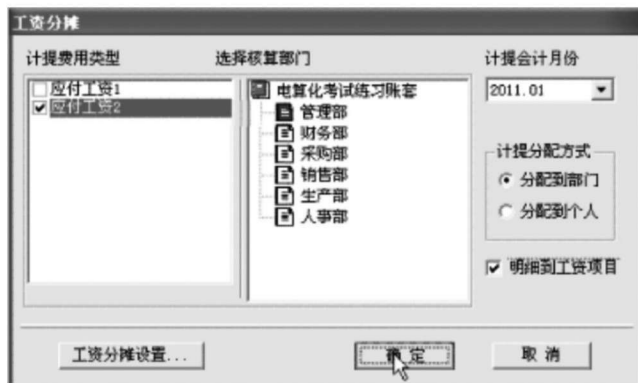 工资分摊
计提费用类型
选择核算部门
计提会计月份
应付工资1
应付工资2
电算化考试练习账套
管理部
财务部
采购部
销售部
生产部
人事部
2011.01
计提分配方式
分配到部门
分配到个人
明细到工资项目
工资分摊设置...
确定
取消